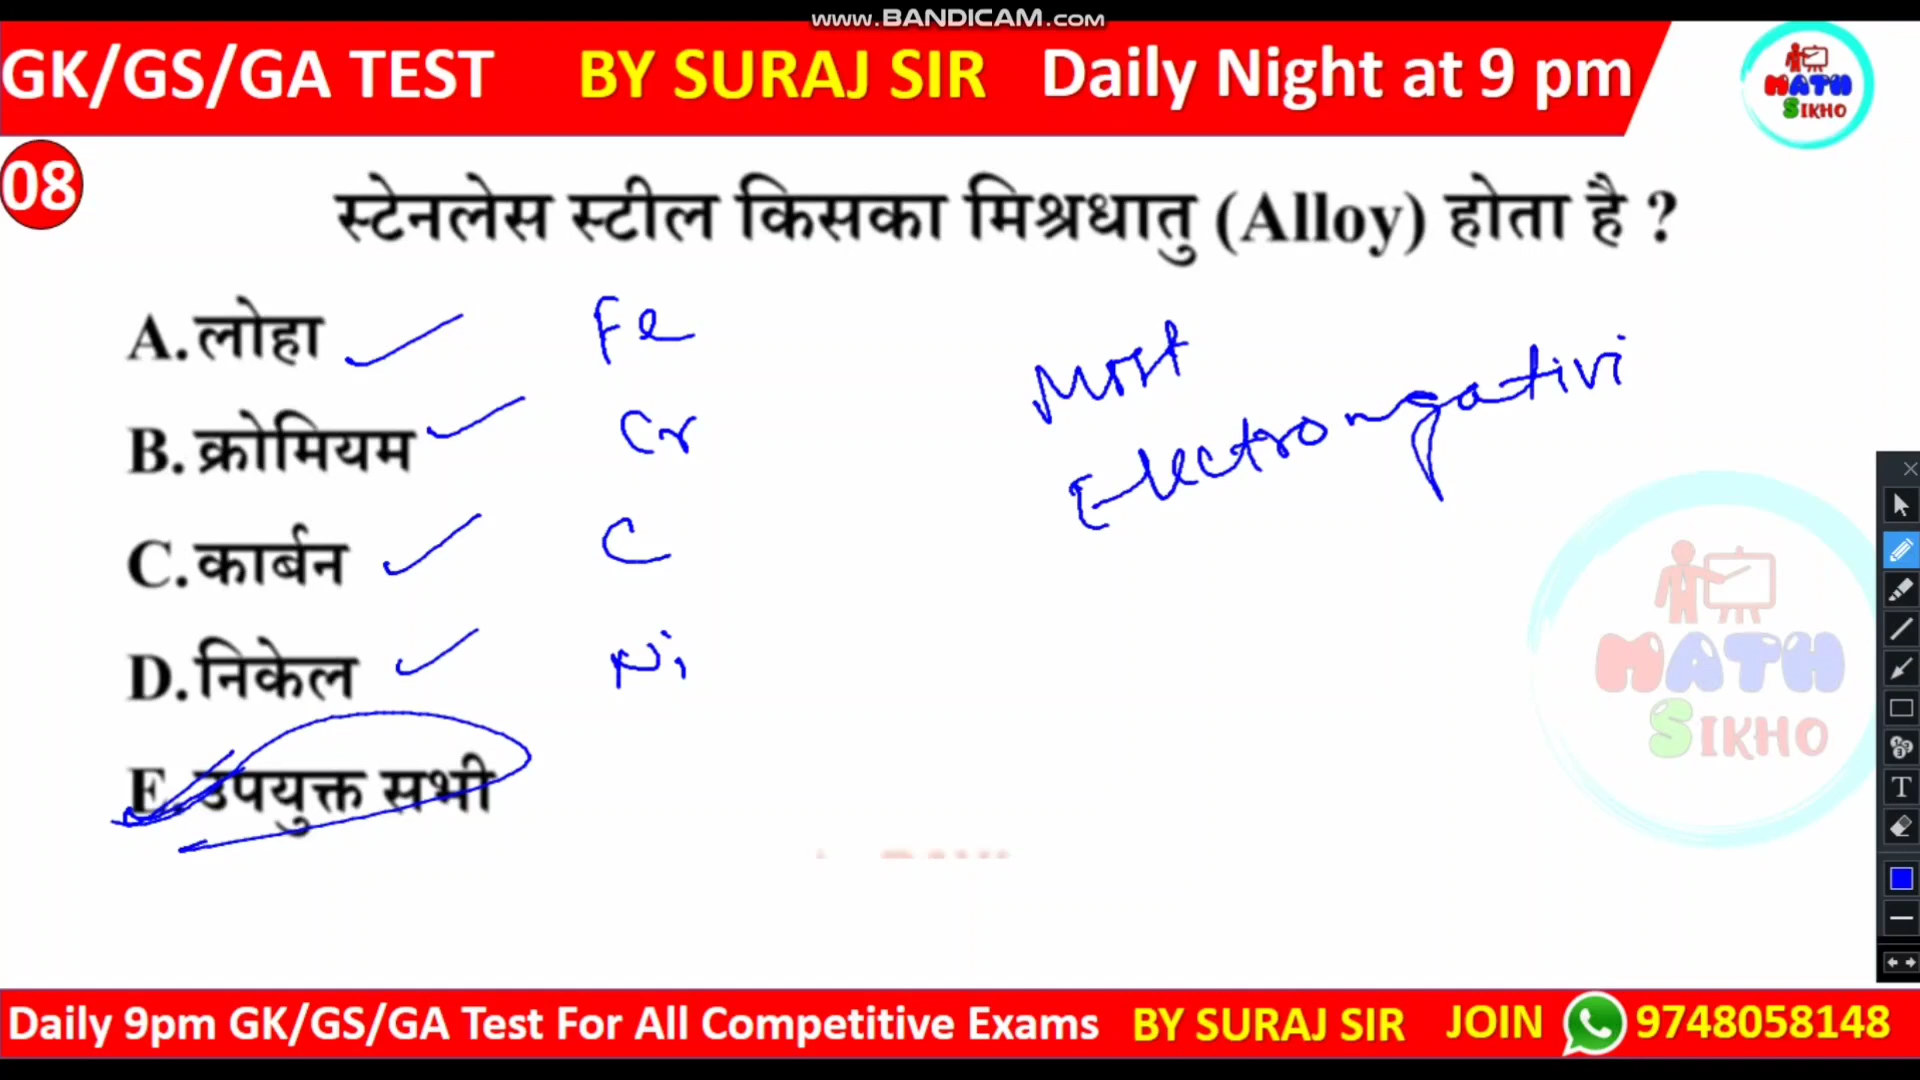 www.BANDICAM.com
GK/GS/GA TEST BY SURAJ SIR Daily Night at 9 pm
MATH
SIKHO
08
स्टेनलेस स्टील किसका मिश्रधातु (Alloy) होता है ?
A.लोहा Fe
B.क्रोमियम Cr
C.कार्बन C
D.निकेल Ni
E.उपयुक्त सभी
Most
Electronegativi
MATH
SIKHO
T
Daily 9pm GK/GS/GA Test For All Competitive Exams BY SURAJ SIR JOIN 9748058148